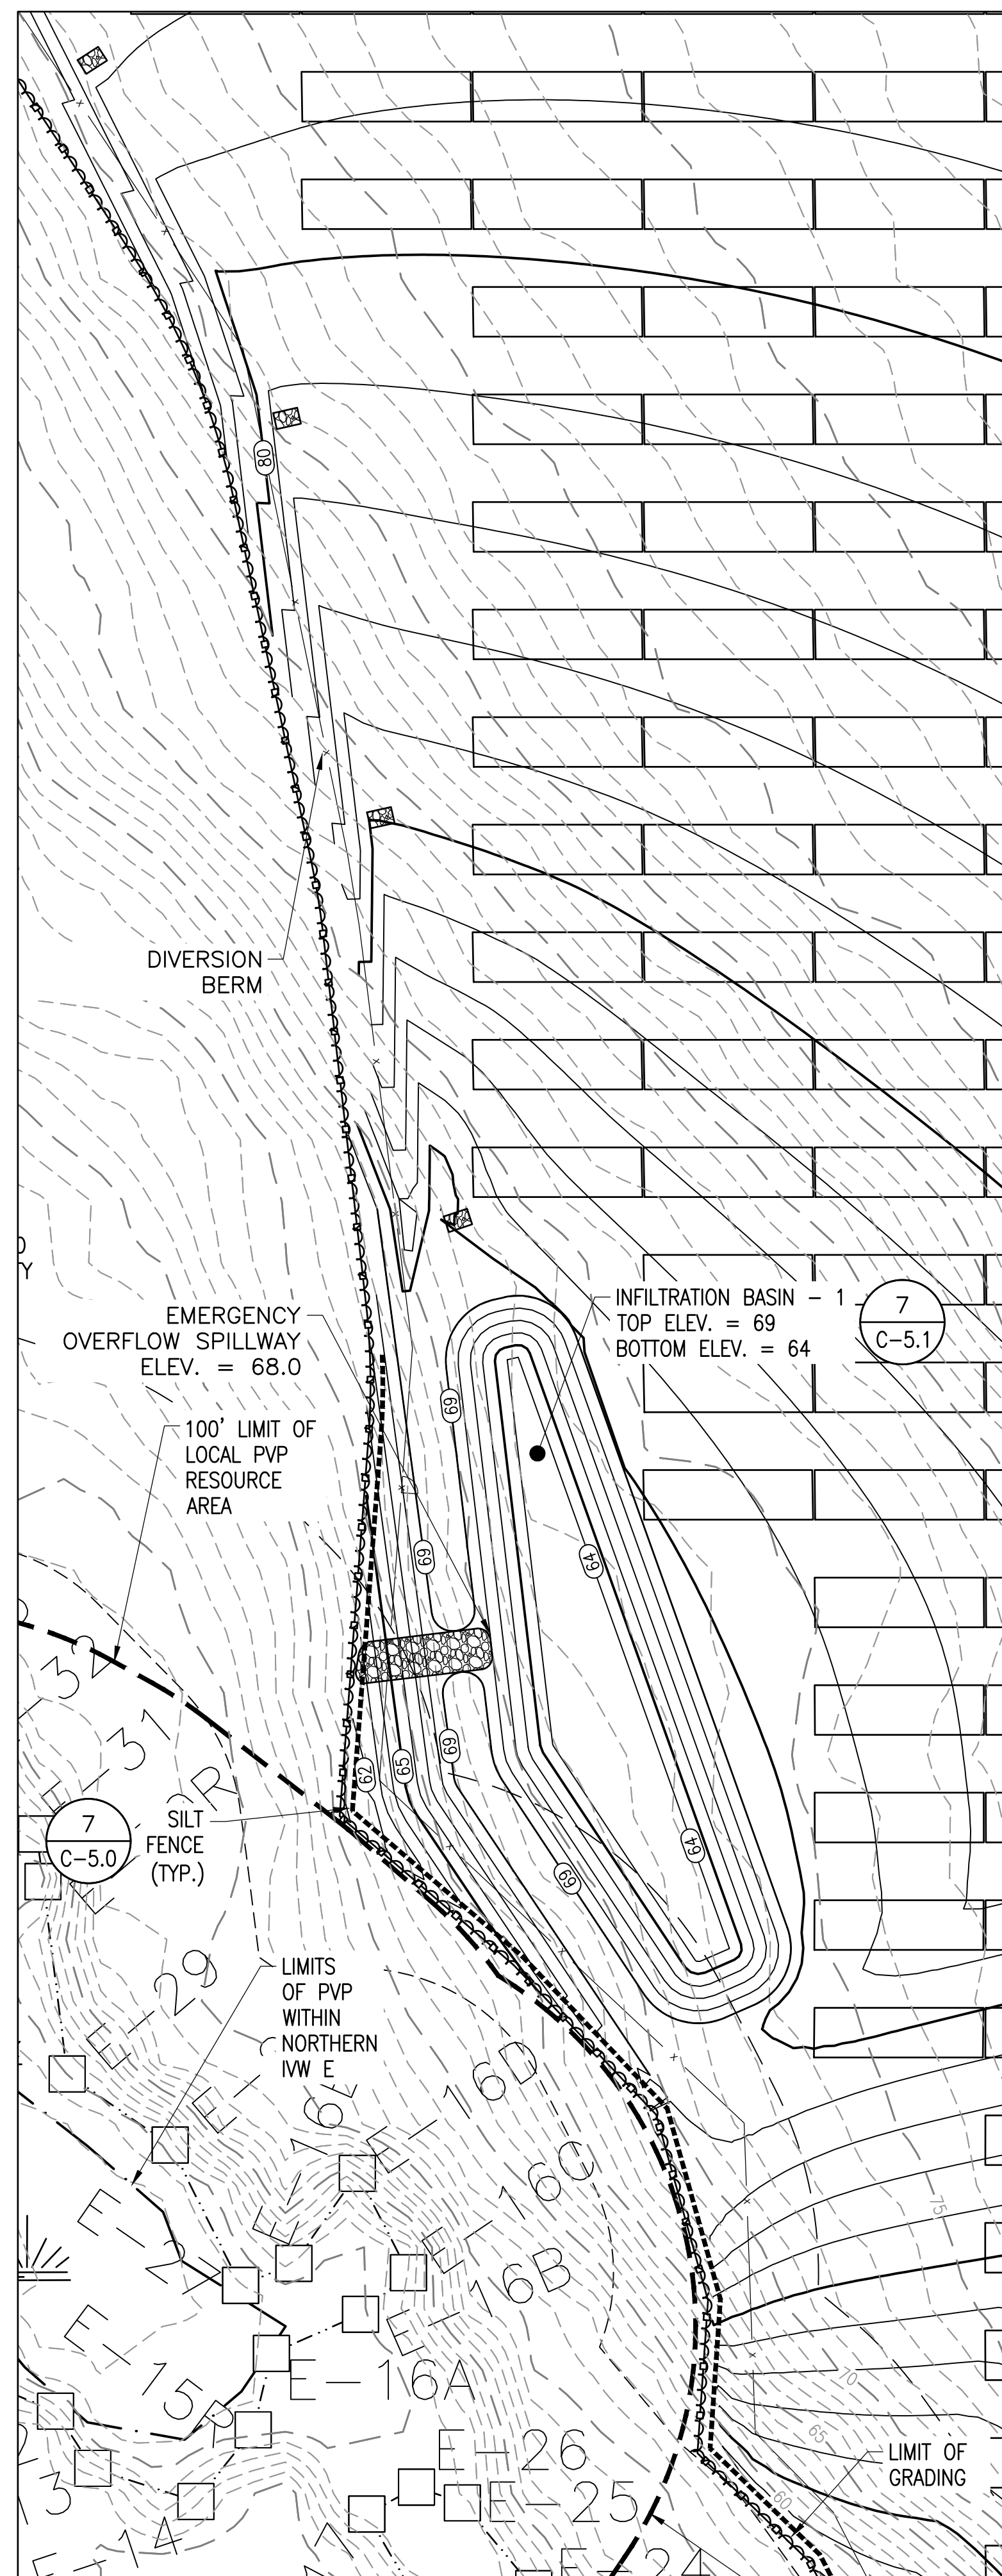 80
DIVERSION
BERM
EMERGENCY
OVERFLOW SPILLWAY
ELEV. = 68.0
INFILTRATION BASIN – 1
TOP ELEV. = 69
BOTTOM ELEV. = 64
7
C–5.1
100' LIMIT OF
LOCAL PVP
RESOURCE
AREA
69
69
64
69
62
65
69
64
7
C–5.0
SILT
FENCE
(TYP.)
LIMITS
OF PVP
WITHIN
NORTHERN
IVW E
E–31
E–29
E–16D
E–16C
E–16B
E–16A
E–15
E–26
E–25
E–24
E–14
75
70
65
60
LIMIT OF
GRADING